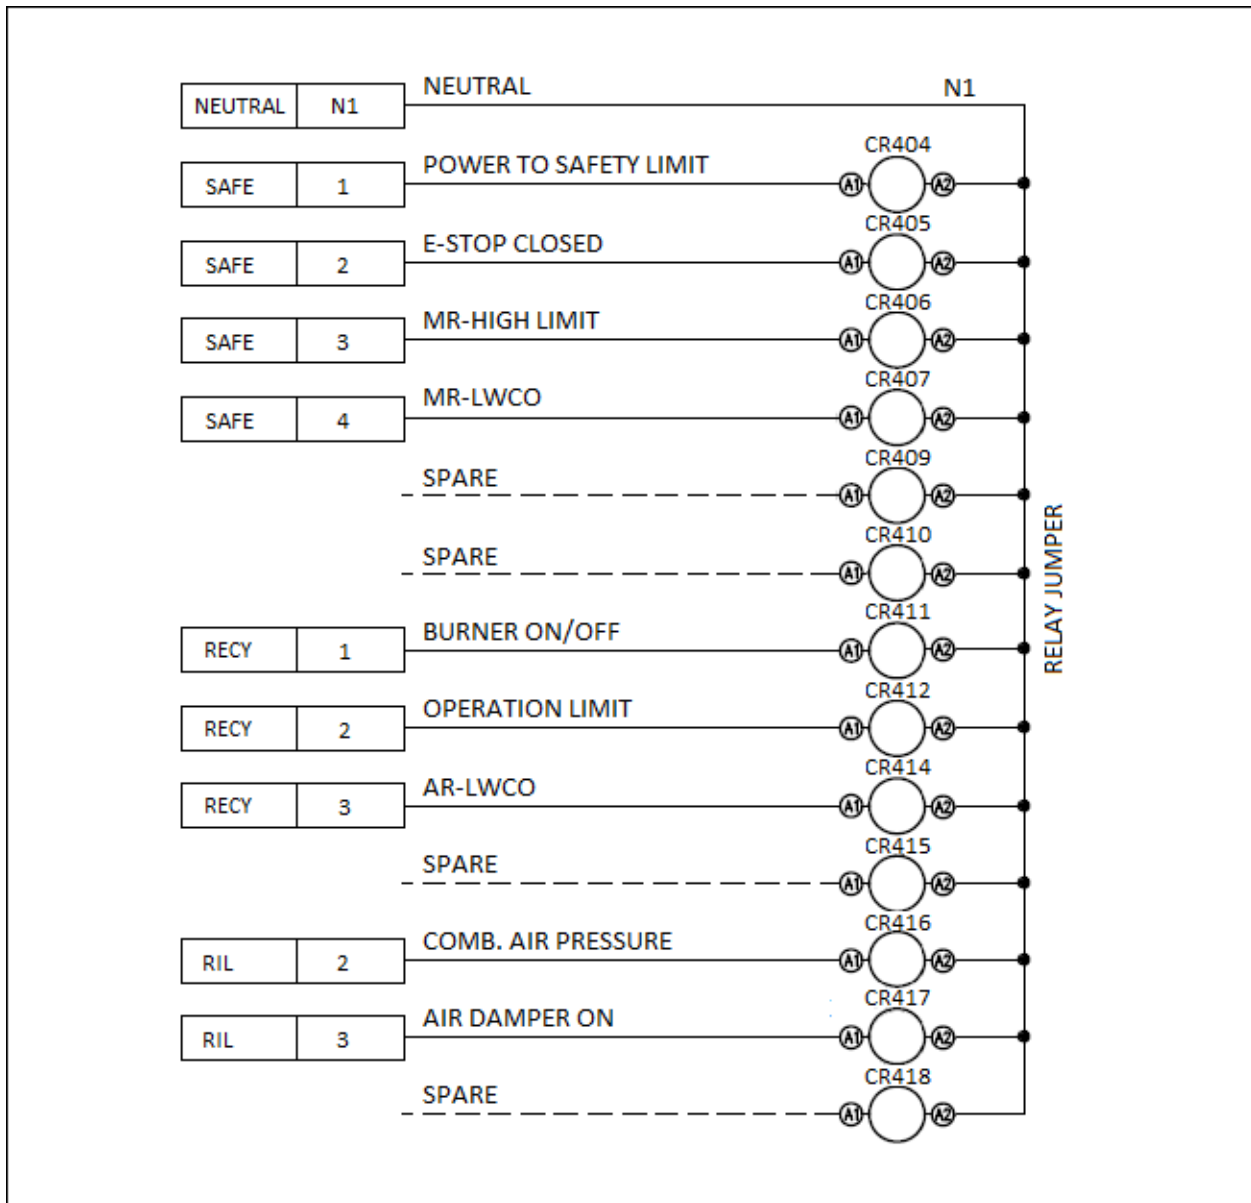 NEUTRAL N1 NEUTRAL N1
CR404
SAFE 1 POWER TO SAFETY LIMIT A1 A2
CR405
SAFE 2 E-STOP CLOSED A1 A2
CR406
SAFE 3 MR-HIGH LIMIT A1 A2
CR407
SAFE 4 MR-LWCO A1 A2
CR409
SPARE A1 A2
CR410
SPARE A1 A2
RELAY JUMPER
CR411
RECY 1 BURNER ON/OFF A1 A2
CR412
RECY 2 OPERATION LIMIT A1 A2
CR414
RECY 3 AR-LWCO A1 A2
CR415
SPARE A1 A2
CR416
RIL 2 COMB. AIR PRESSURE A1 A2
CR417
RIL 3 AIR DAMPER ON A1 A2
CR418
SPARE A1 A2